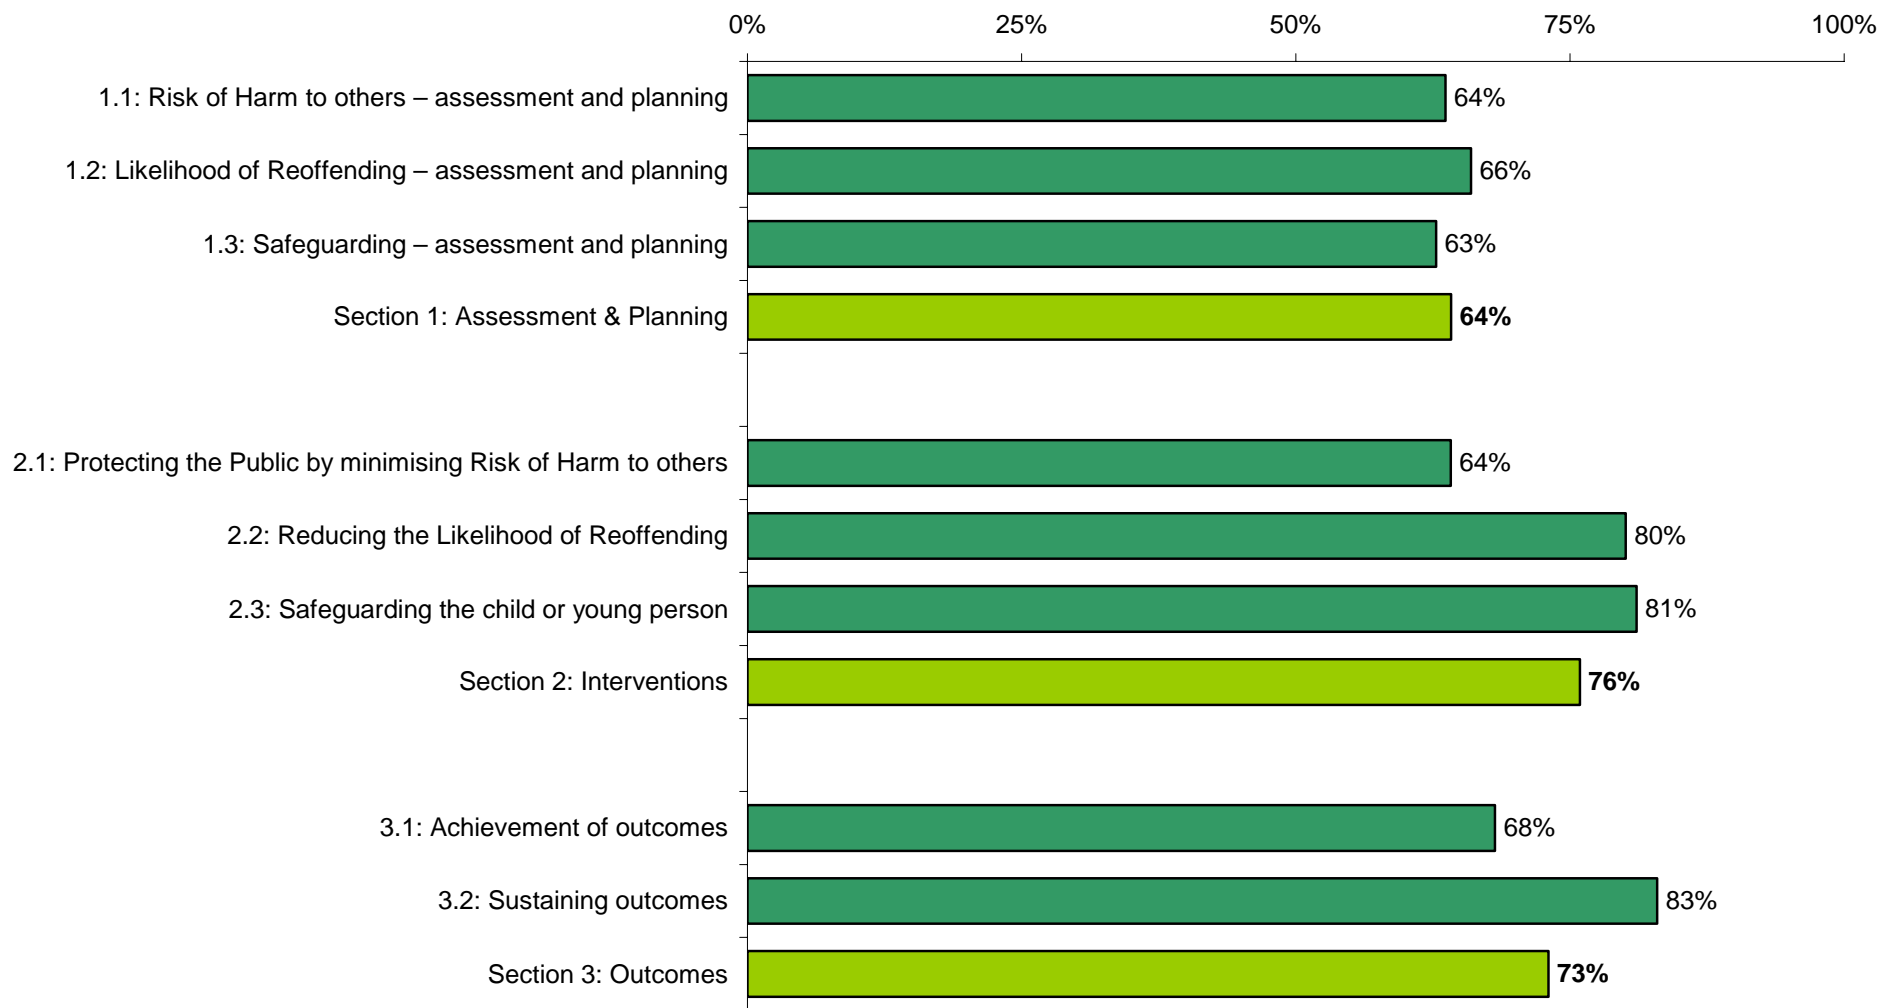 0% 25% 50% 75% 100%
1.1: Risk of Harm to others – assessment and planning 64%
1.2: Likelihood of Reoffending – assessment and planning 66%
1.3: Safeguarding – assessment and planning 63%
Section 1: Assessment & Planning 64%
2.1: Protecting the Public by minimising Risk of Harm to others 64%
2.2: Reducing the Likelihood of Reoffending 80%
2.3: Safeguarding the child or young person 81%
Section 2: Interventions 76%
3.1: Achievement of outcomes 68%
3.2: Sustaining outcomes 83%
Section 3: Outcomes 73%